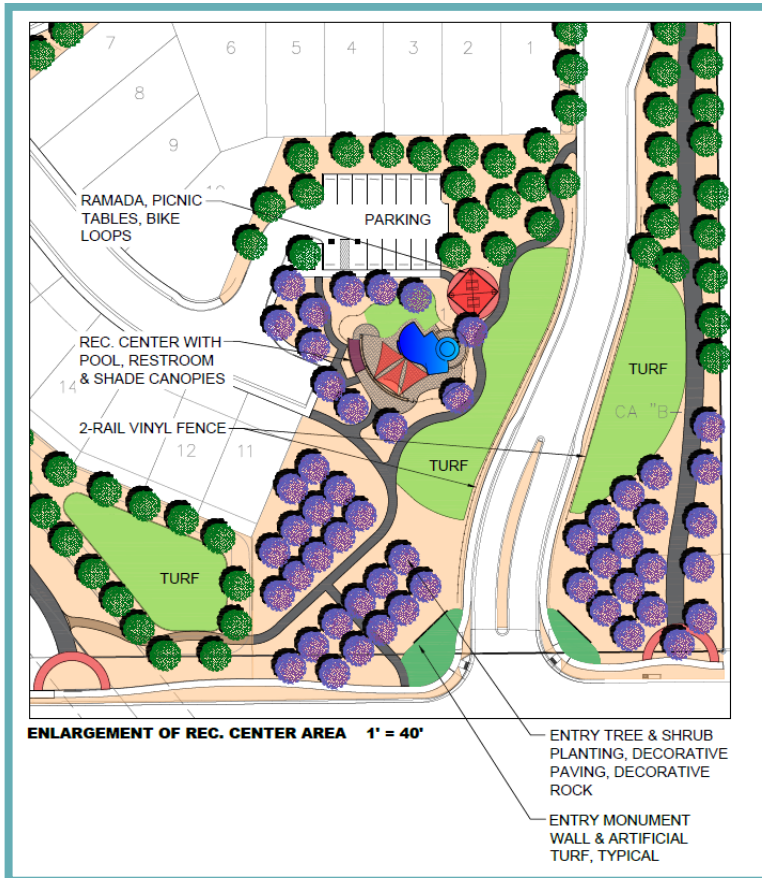 7
6
5
4
3
2
1
8
9
RAMADA, PICNIC
TABLES, BIKE
LOOPS
PARKING
REC. CENTER WITH
POOL, RESTROOM
& SHADE CANOPIES
TURF
14
CA "B
2-RAIL VINYL FENCE
12
11
TURF
TURF
ENLARGEMENT OF REC. CENTER AREA 1' = 40'
ENTRY TREE & SHRUB
PLANTING, DECORATIVE
PAVING, DECORATIVE
ROCK
ENTRY MONUMENT
WALL & ARTIFICIAL
TURF, TYPICAL